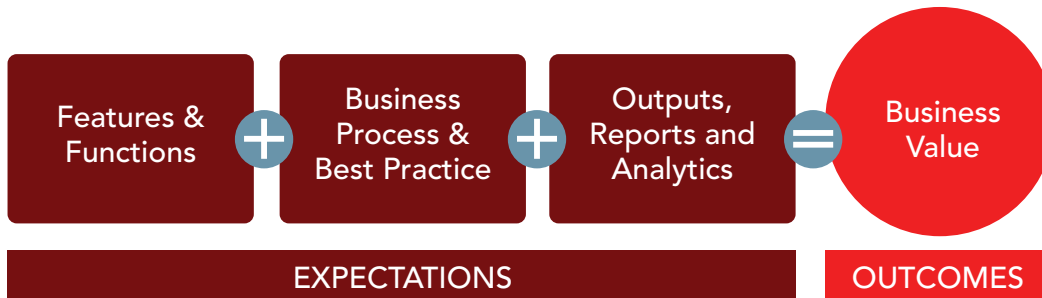 Features &
Functions
+
Business
Process &
Best Practice
+
Outputs,
Reports and
Analytics
=
Business
Value
EXPECTATIONS
OUTCOMES